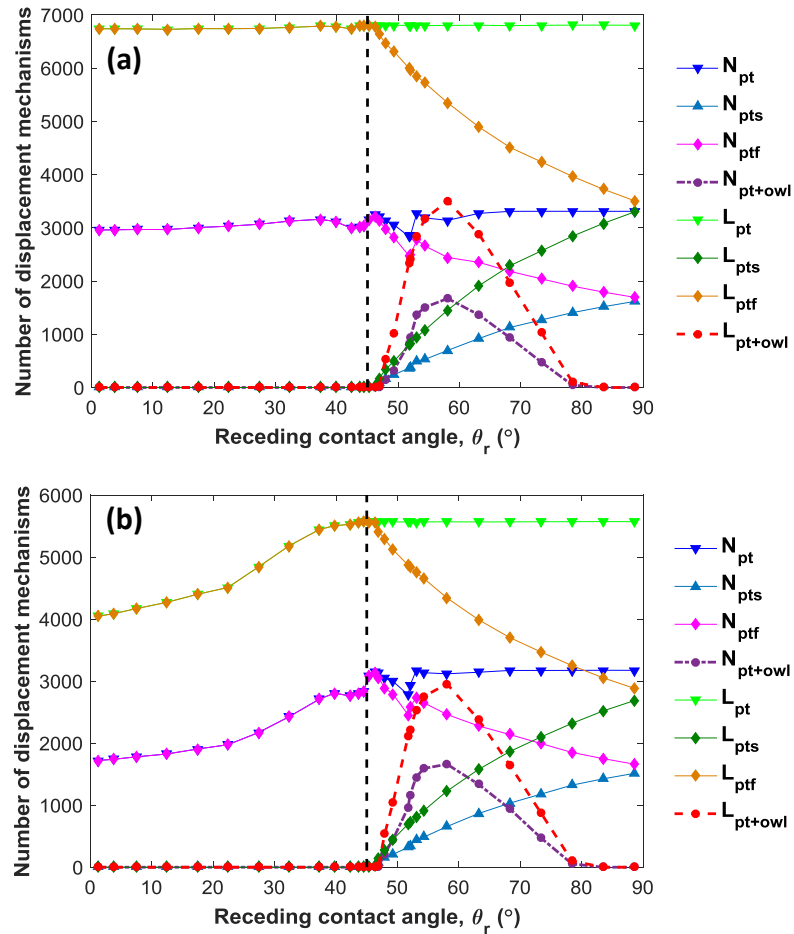 (a)
Number of displacement mechanisms
7000
6000
5000
4000
3000
2000
1000
0
0 10 20 30 40 50 60 70 80 90
Receding contact angle, θr (°)
Npt
Npts
Nptf
Npt+owl
Lpt
Lpts
Lptf
Lpt+owl
(b)
Number of displacement mechanisms
6000
5000
4000
3000
2000
1000
0
0 10 20 30 40 50 60 70 80 90
Receding contact angle, θr (°)
Npt
Npts
Nptf
Npt+owl
Lpt
Lpts
Lptf
Lpt+owl